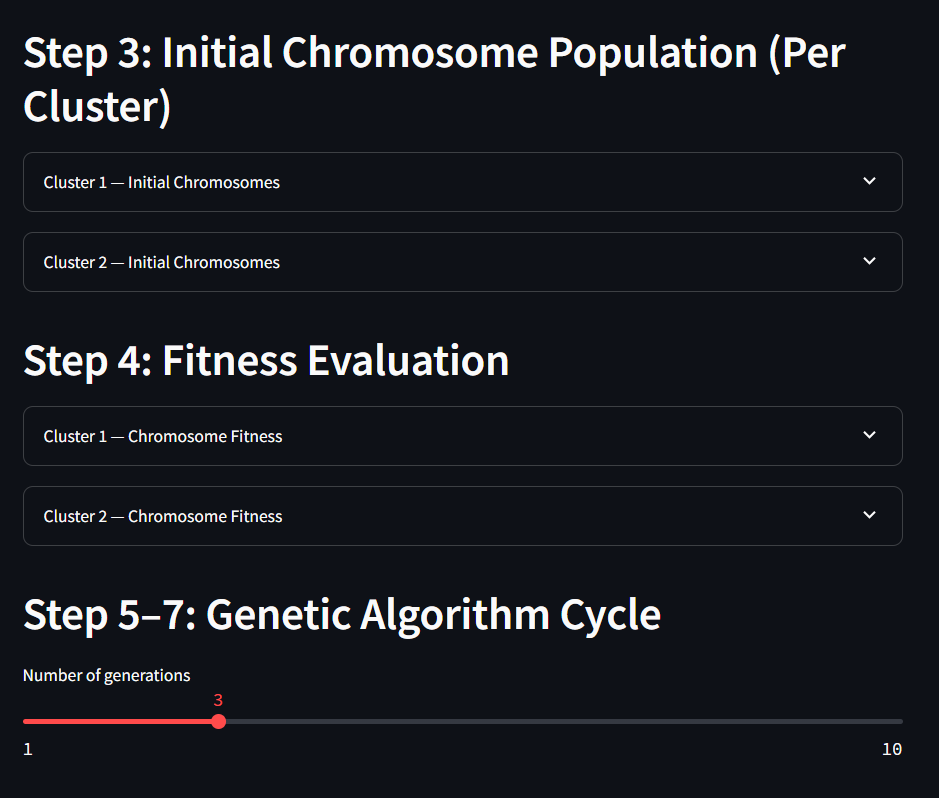 Step 3: Initial Chromosome Population (Per
Cluster)
Cluster 1 — Initial Chromosomes
Cluster 2 — Initial Chromosomes
Step 4: Fitness Evaluation
Cluster 1 — Chromosome Fitness
Cluster 2 — Chromosome Fitness
Step 5–7: Genetic Algorithm Cycle
Number of generations
3
1 10